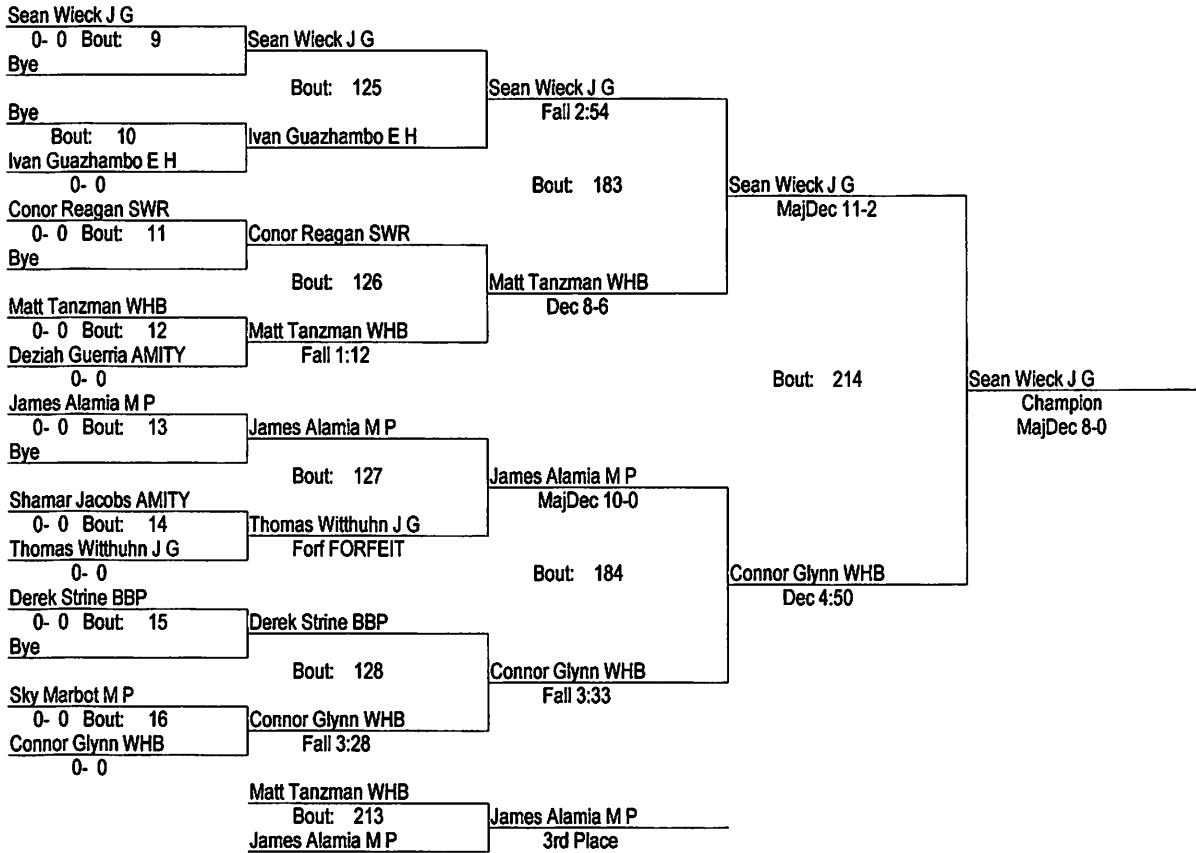 Sean Wieck J G
0- 0 Bout: 9
Bye
Sean Wieck J G
Bout: 125
Bye
Bout: 10
Ivan Guazhambo E H
0- 0
Ivan Guazhambo E H
Sean Wieck J G
Fall 2:54
Bout: 183
Conor Reagan SWR
0- 0 Bout: 11
Bye
Conor Reagan SWR
Bout: 126
Matt Tanzman WHB
0- 0 Bout: 12
Deziah Guerria AMITY
0- 0
Matt Tanzman WHB
Fall 1:12
Matt Tanzman WHB
Dec 8-6
Sean Wieck J G
MajDec 11-2
Bout: 214
James Alamia M P
0- 0 Bout: 13
Bye
James Alamia M P
Bout: 127
Shamar Jacobs AMITY
0- 0 Bout: 14
Thomas Witthuhn J G
0- 0
Thomas Witthuhn J G
Forf FORFEIT
James Alamia M P
MajDec 10-0
Bout: 184
Derek Strine BBP
0- 0 Bout: 15
Bye
Derek Strine BBP
Bout: 128
Sky Marbot M P
0- 0 Bout: 16
Connor Glynn WHB
0- 0
Connor Glynn WHB
Fall 3:28
Connor Glynn WHB
Fall 3:33
Connor Glynn WHB
Dec 4:50
Sean Wieck J G
Champion
MajDec 8-0
Matt Tanzman WHB
Bout: 213
James Alamia M P
James Alamia M P
3rd Place